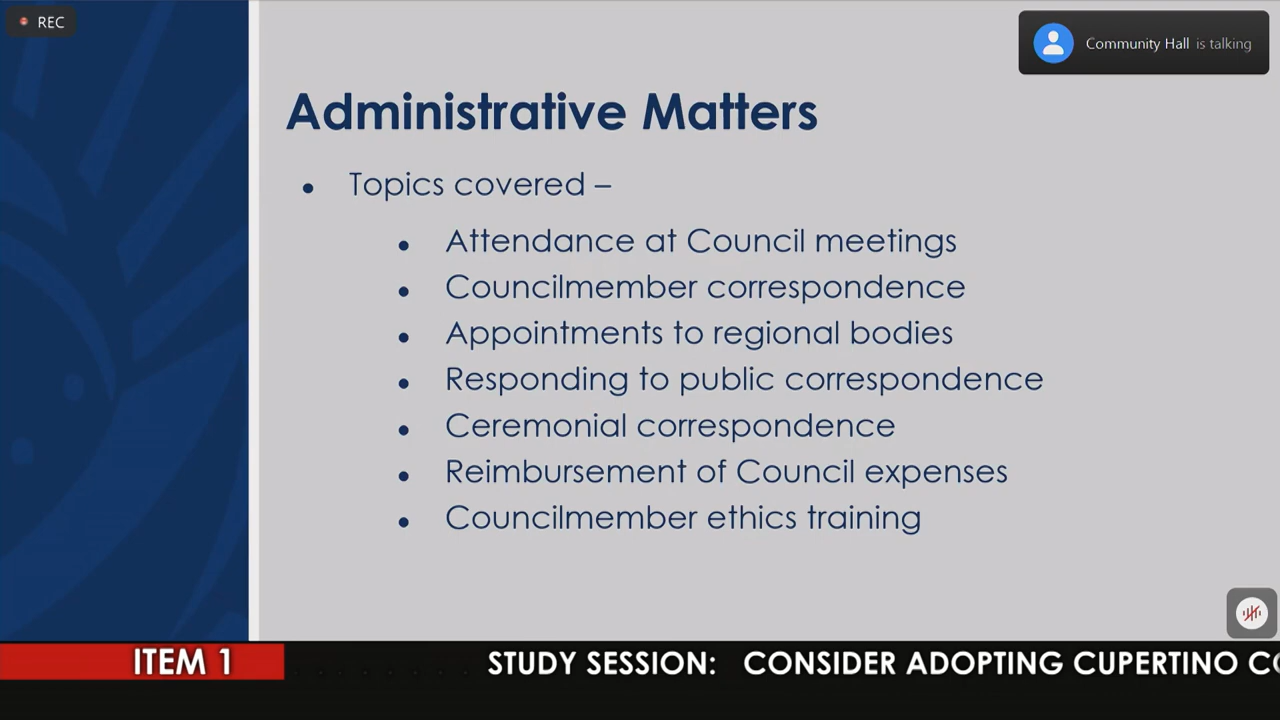 REC
Community Hall is talking
Administrative Matters
• Topics covered –
• Attendance at Council meetings
• Councilmember correspondence
• Appointments to regional bodies
• Responding to public correspondence
• Ceremonial correspondence
• Reimbursement of Council expenses
• Councilmember ethics training
ITEM 1
STUDY SESSION: CONSIDER ADOPTING CUPERTINO